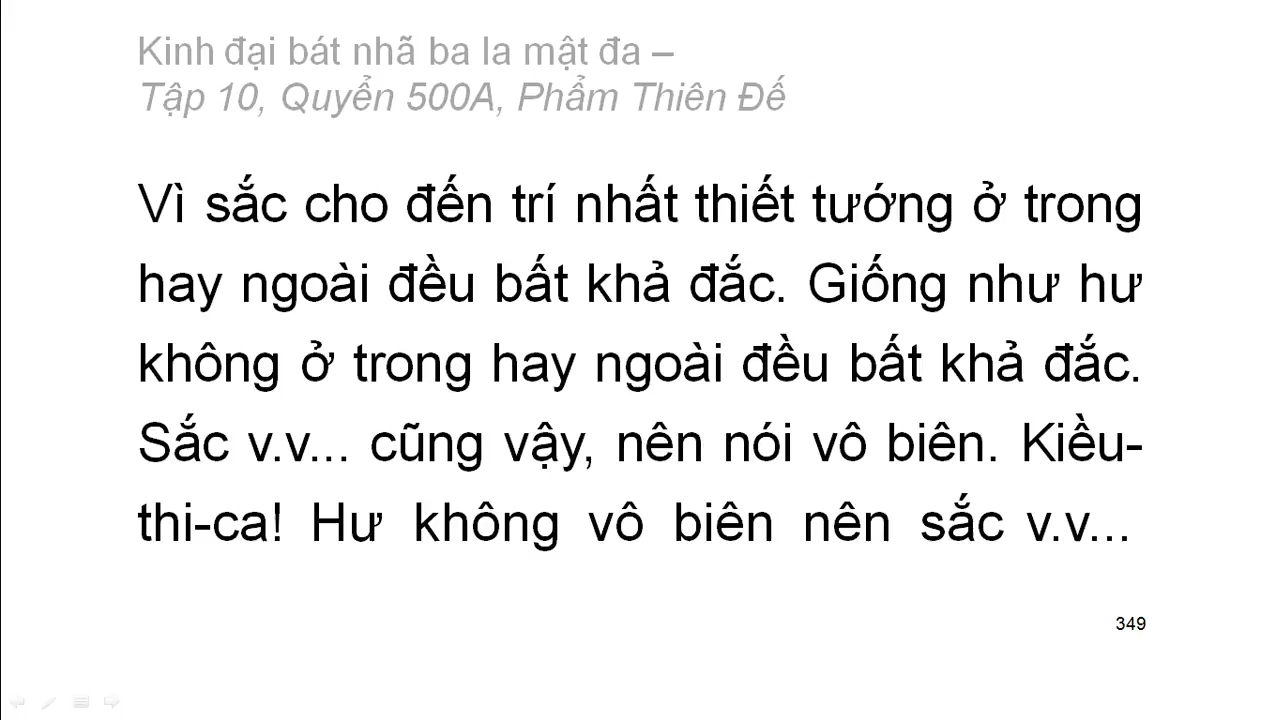 Kinh đại bát nhã ba la mật đa –
Tập 10, Quyển 500A, Phẩm Thiên Đế
Vì sắc cho đến trí nhất thiết tướng ở trong
hay ngoài đều bất khả đắc. Giống như hư
không ở trong hay ngoài đều bất khả đắc.
Sắc v.v... cũng vậy, nên nói vô biên. Kiều-
thi-ca! Hư không vô biên nên sắc v.v...
349